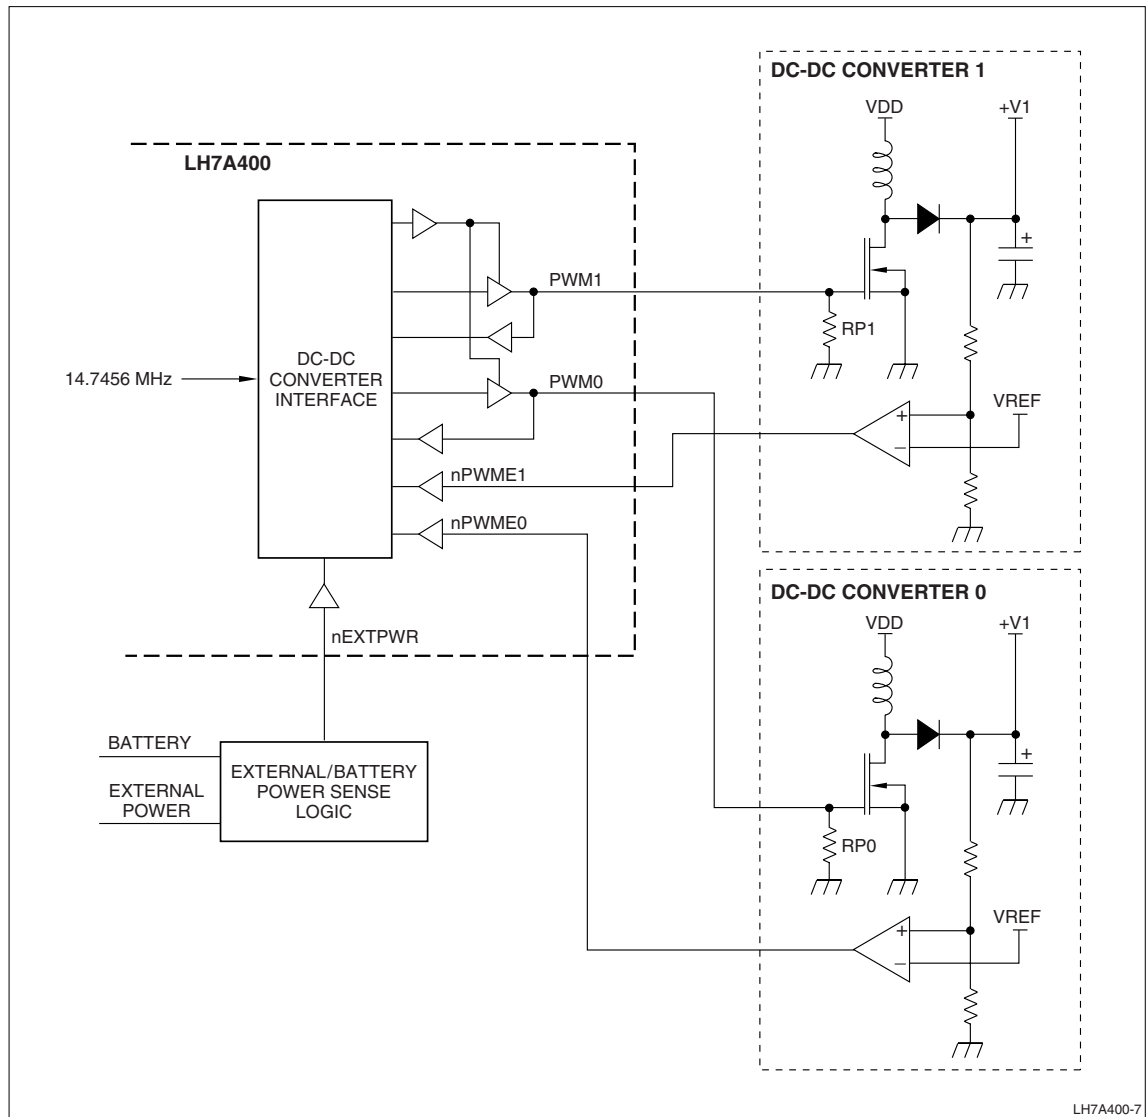 DC-DC CONVERTER 1
VDD
+V1
+
LH7A400
PWM1
RP1
DC-DC
CONVERTER
INTERFACE
14.7456 MHz
PWM0
VREF
+
–
nPWME1
nPWME0
DC-DC CONVERTER 0
VDD
+V1
+
nEXTPWR
BATTERY
EXTERNAL
POWER
EXTERNAL/BATTERY
POWER SENSE
LOGIC
RP0
VREF
+
–
LH7A400-7